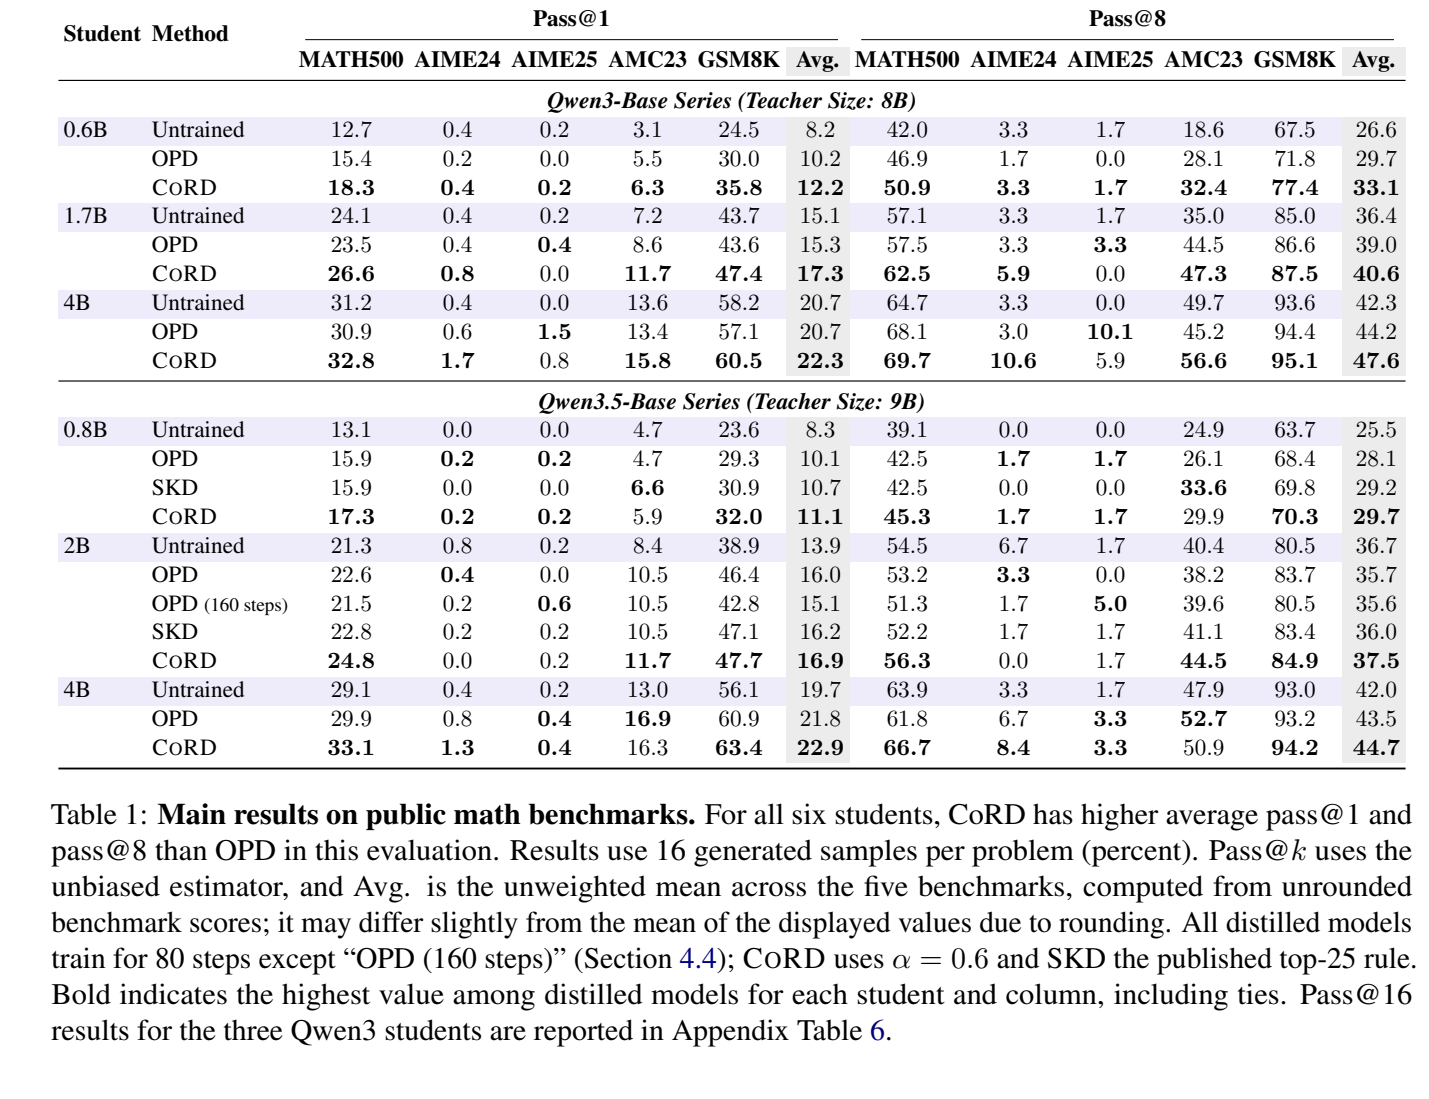 Student Method Pass@1 Pass@8
MATH500 AIME24 AIME25 AMC23 GSM8K Avg. MATH500 AIME24 AIME25 AMC23 GSM8K Avg.
Qwen3-Base Series (Teacher Size: 8B)
0.6B Untrained 12.7 0.4 0.2 3.1 24.5 8.2 42.0 3.3 1.7 18.6 67.5 26.6
OPD 15.4 0.2 0.0 5.5 30.0 10.2 46.9 1.7 0.0 28.1 71.8 29.7
CORD 18.3 0.4 0.2 6.3 35.8 12.2 50.9 3.3 1.7 32.4 77.4 33.1
1.7B Untrained 24.1 0.4 0.2 7.2 43.7 15.1 57.1 3.3 1.7 35.0 85.0 36.4
OPD 23.5 0.4 0.4 8.6 43.6 15.3 57.5 3.3 3.3 44.5 86.6 39.0
CORD 26.6 0.8 0.0 11.7 47.4 17.3 62.5 5.9 0.0 47.3 87.5 40.6
4B Untrained 31.2 0.4 0.0 13.6 58.2 20.7 64.7 3.3 0.0 49.7 93.6 42.3
OPD 30.9 0.6 1.5 13.4 57.1 20.7 68.1 3.0 10.1 45.2 94.4 44.2
CORD 32.8 1.7 0.8 15.8 60.5 22.3 69.7 10.6 5.9 56.6 95.1 47.6
Qwen3.5-Base Series (Teacher Size: 9B)
0.8B Untrained 13.1 0.0 0.0 4.7 23.6 8.3 39.1 0.0 0.0 24.9 63.7 25.5
OPD 15.9 0.2 0.2 4.7 29.3 10.1 42.5 1.7 1.7 26.1 68.4 28.1
SKD 15.9 0.0 0.0 6.6 30.9 10.7 42.5 0.0 0.0 33.6 69.8 29.2
CORD 17.3 0.2 0.2 5.9 32.0 11.1 45.3 1.7 1.7 29.9 70.3 29.7
2B Untrained 21.3 0.8 0.2 8.4 38.9 13.9 54.5 6.7 1.7 40.4 80.5 36.7
OPD 22.6 0.4 0.0 10.5 46.4 16.0 53.2 3.3 0.0 38.2 83.7 35.7
OPD (160 steps) 21.5 0.2 0.6 10.5 42.8 15.1 51.3 1.7 5.0 39.6 80.5 35.6
SKD 22.8 0.2 0.2 10.5 47.1 16.2 52.2 1.7 1.7 41.1 83.4 36.0
CORD 24.8 0.0 0.2 11.7 47.7 16.9 56.3 0.0 1.7 44.5 84.9 37.5
4B Untrained 29.1 0.4 0.2 13.0 56.1 19.7 63.9 3.3 1.7 47.9 93.0 42.0
OPD 29.9 0.8 0.4 16.9 60.9 21.8 61.8 6.7 3.3 52.7 93.2 43.5
CORD 33.1 1.3 0.4 16.3 63.4 22.9 66.7 8.4 3.3 50.9 94.2 44.7
Table 1: Main results on public math benchmarks. For all six students, CORD has higher average pass@1 and
pass@8 than OPD in this evaluation. Results use 16 generated samples per problem (percent). Pass@k uses the
unbiased estimator, and Avg. is the unweighted mean across the five benchmarks, computed from unrounded
benchmark scores; it may differ slightly from the mean of the displayed values due to rounding. All distilled models
train for 80 steps except “OPD (160 steps)” (Section 4.4); CORD uses α = 0.6 and SKD the published top-25 rule.
Bold indicates the highest value among distilled models for each student and column, including ties. Pass@16
results for the three Qwen3 students are reported in Appendix Table 6.